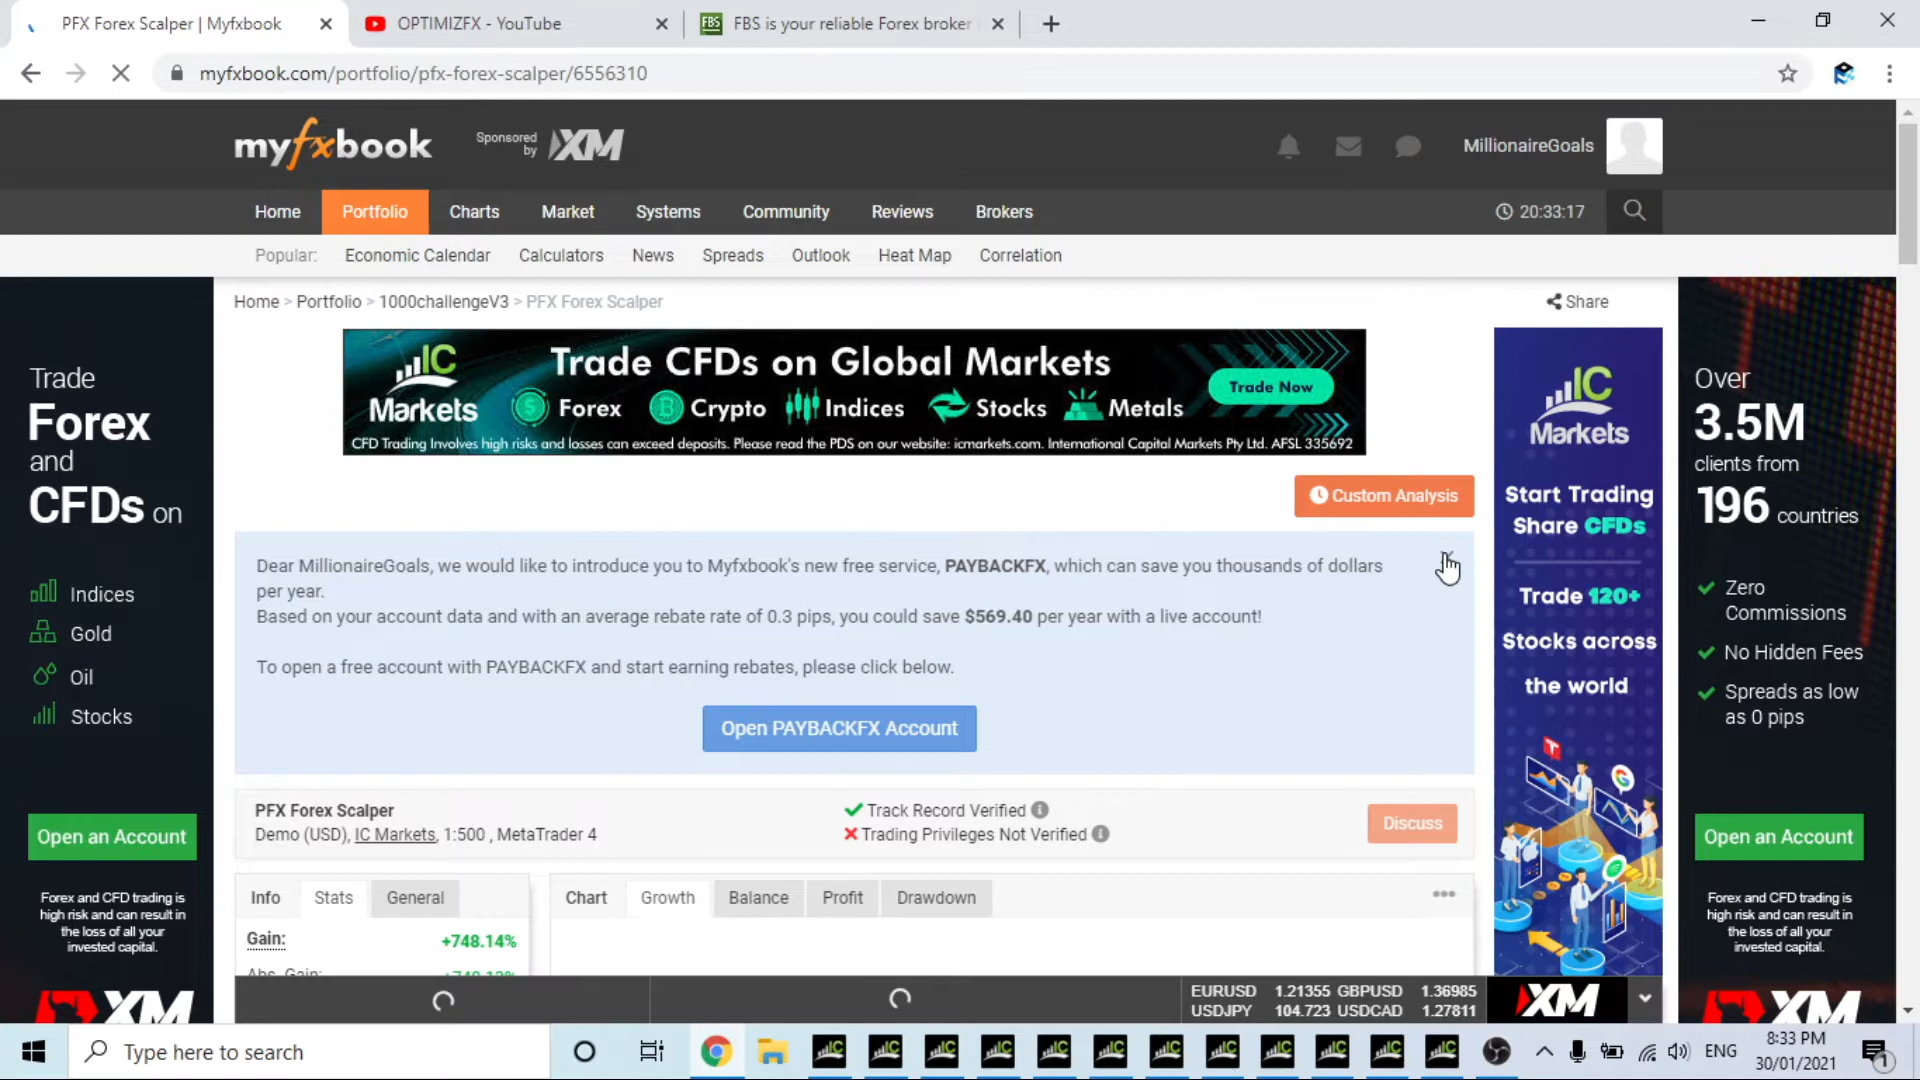 PFX Forex Scalper | Myfxbook
OPTIMIZFX - YouTube
FBS FBS is your reliable Forex broker
myfxbook.com/portfolio/pfx-forex-scalper/6556310
myfxbook
Sponsored
by
XM
MillionaireGoals
Home Portfolio Charts Market Systems Community Reviews Brokers
20:33:17
Popular: Economic Calendar Calculators News Spreads Outlook Heat Map Correlation
Home > Portfolio > 1000challengeV3 > PFX Forex Scalper
Share
Trade
Forex
and
CFDs on
Indices
Gold
Oil
Stocks
Open an Account
Forex and CFD trading is
high risk and can result in
the loss of all your
invested capital.
XM
IC
Markets
Trade CFDs on Global Markets
Forex Crypto Indices Stocks Metals
Trade Now
CFD Trading Involves high risks and losses can exceed deposits. Please read the PDS on our website: icmarkets.com. International Capital Markets Pty Ltd. AFSL 335692
Custom Analysis
Dear MillionaireGoals, we would like to introduce you to Myfxbook's new free service, PAYBACKFX, which can save you thousands of dollars
per year.
Based on your account data and with an average rebate rate of 0.3 pips, you could save $569.40 per year with a live account!
To open a free account with PAYBACKFX and start earning rebates, please click below.
Open PAYBACKFX Account
PFX Forex Scalper
Demo (USD), IC Markets, 1:500 , MetaTrader 4
Track Record Verified
Trading Privileges Not Verified
Discuss
Info Stats General
Gain: +748.14%
Abs. Gain:
Chart Growth Balance Profit Drawdown
IC
Markets
Start Trading
Share CFDs
Trade 120+
Stocks across
the world
Over
3.5M
clients from
196 countries
Zero
Commissions
No Hidden Fees
Spreads as low
as 0 pips
Open an Account
Forex and CFD trading is
high risk and can result in
the loss of all your
invested capital.
XM
EURUSD 1.21355 GBPUSD 1.36985
USDJPY 104.723 USDCAD 1.27811
XM
Type here to search
ENG
8:33 PM
30/01/2021
1